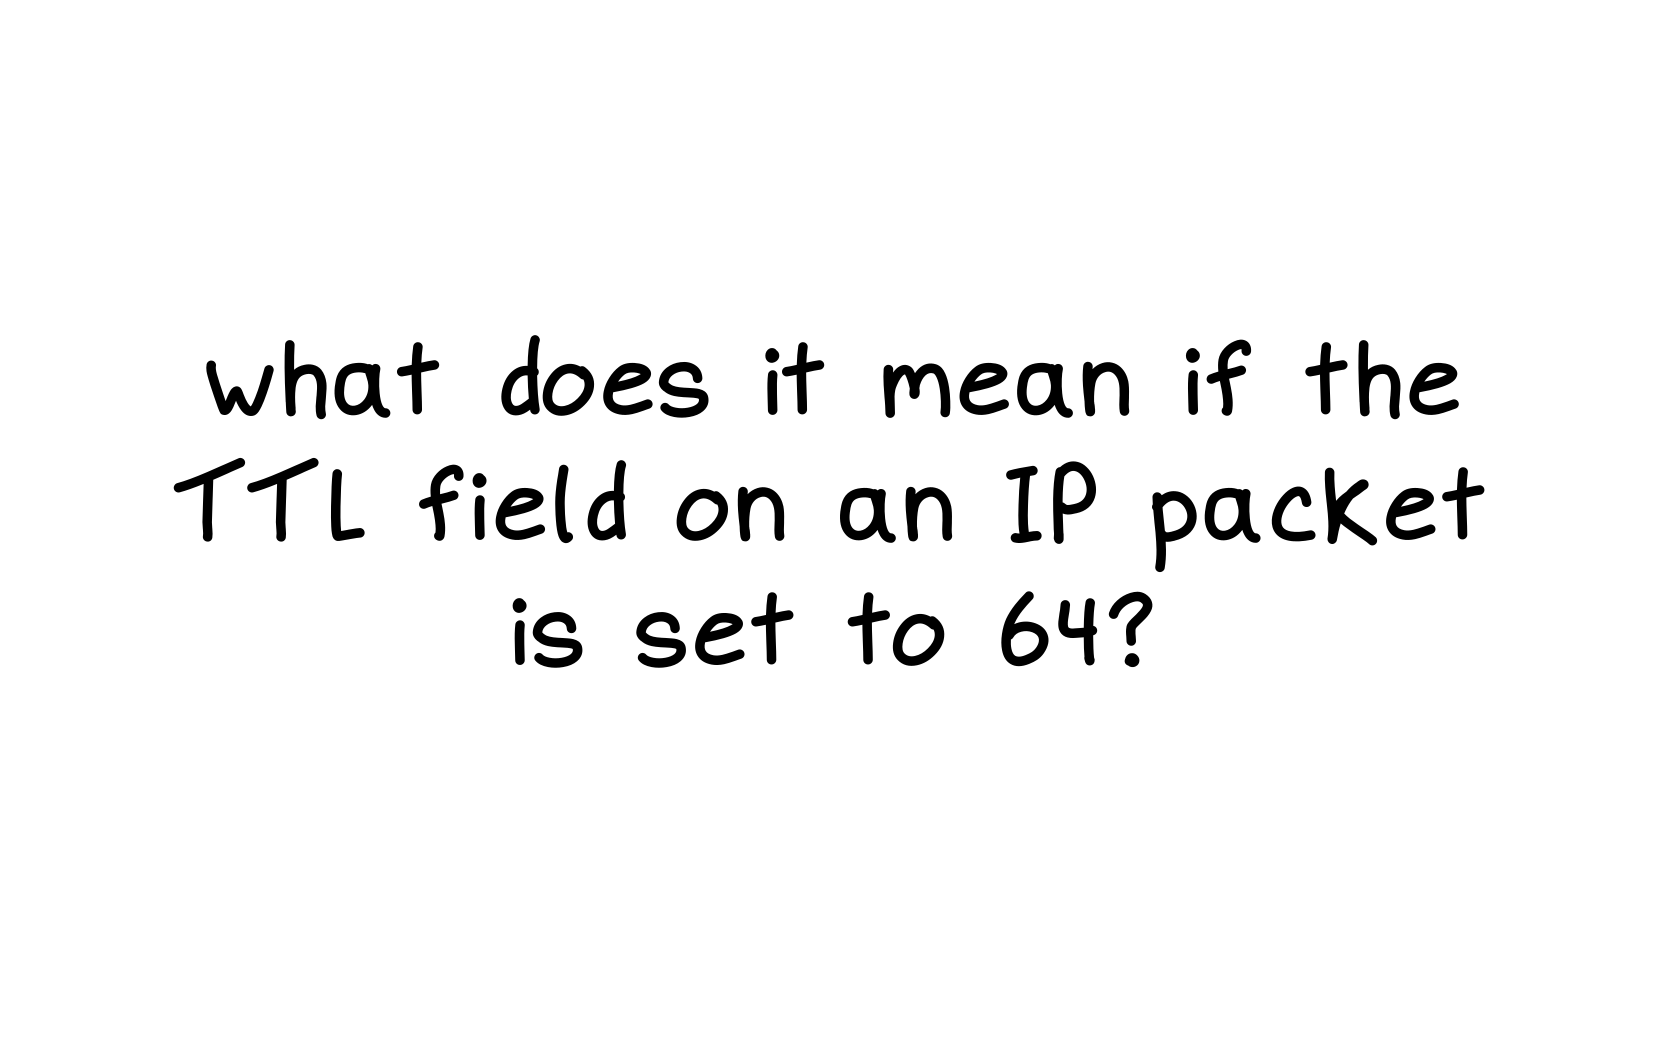 what does it mean if the
TTL field on an IP packet
is set to 64?